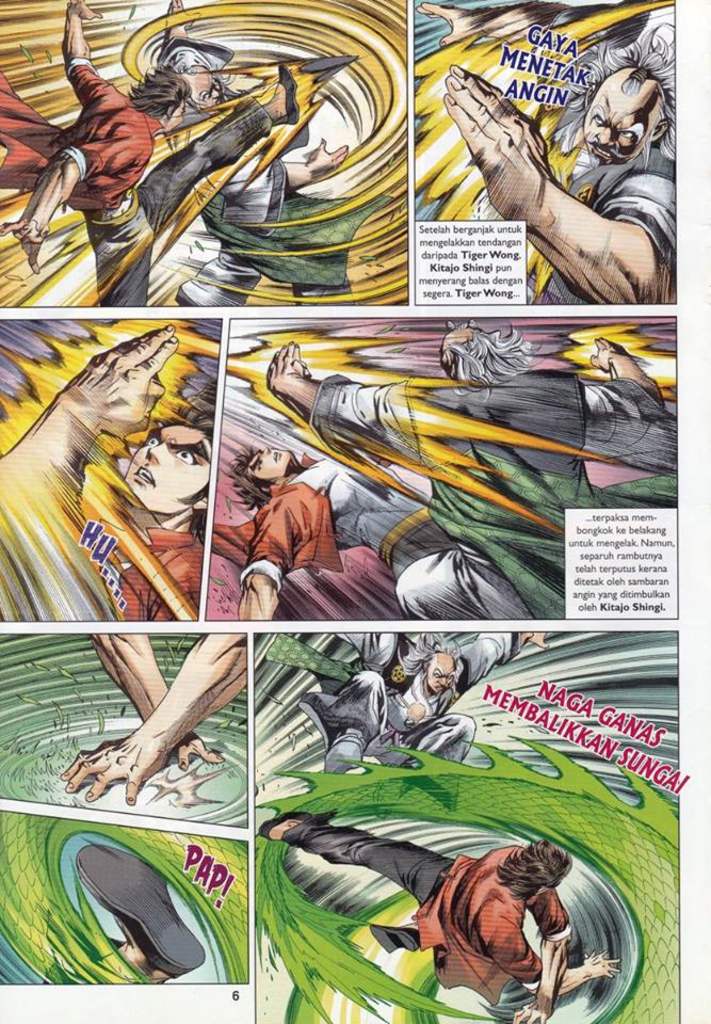 GAYA
MENETAK
ANGIN
Setelah berganjak untuk
mengelakkan tendangan
daripada Tiger Wong,
Kitajo Shingi pun
menyerang balas dengan
segera. Tiger Wong...
HU...
...terpaksa mem-
bongkok ke belakang
untuk mengelak. Namun,
separuh rambutnya
telah terputus kerana
ditetak oleh sambaran
angin yang ditimbulkan
oleh Kitajo Shingi.
NAGA GANAS
MEMBALIKKAN SUNGAI
PAP!
6